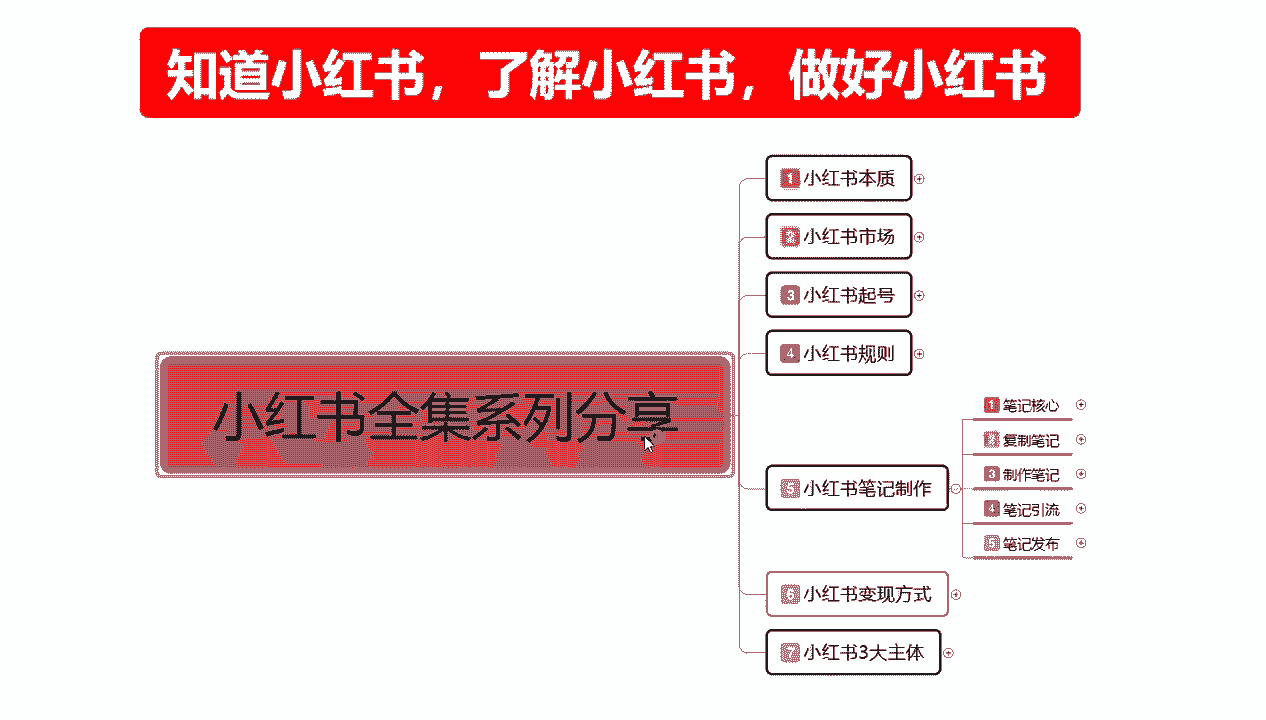 知道小红书，了解小红书，做好小红书
1 小红书本质
2 小红书市场
3 小红书起号
4 小红书规则
小红书全集系列分享
5 小红书笔记制作
1 笔记核心
2 复制笔记
3 制作笔记
4 笔记引流
5 笔记发布
6 小红书变现方式
7 小红书3大主体